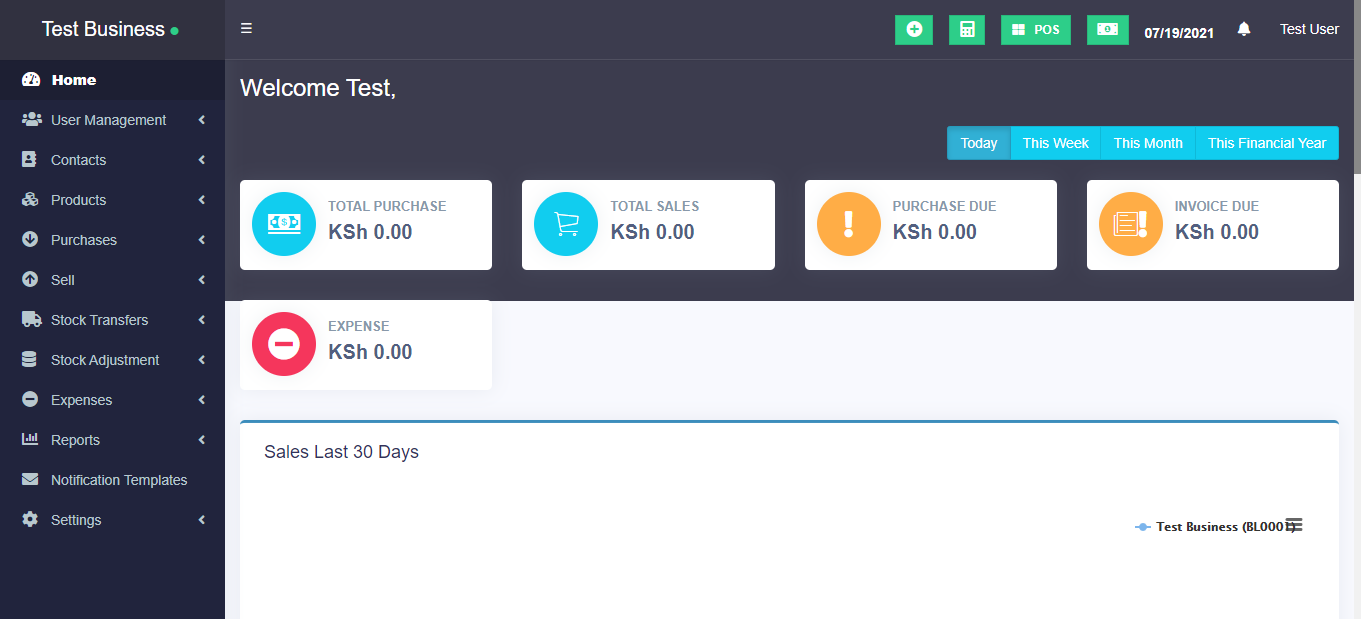 Test Business
POS
07/19/2021
Test User
Home
User Management
Contacts
Products
Purchases
Sell
Stock Transfers
Stock Adjustment
Expenses
Reports
Notification Templates
Settings
Welcome Test,
Today This Week This Month This Financial Year
TOTAL PURCHASE
KSh 0.00
TOTAL SALES
KSh 0.00
PURCHASE DUE
KSh 0.00
INVOICE DUE
KSh 0.00
EXPENSE
KSh 0.00
Sales Last 30 Days
Test Business (BL0001)